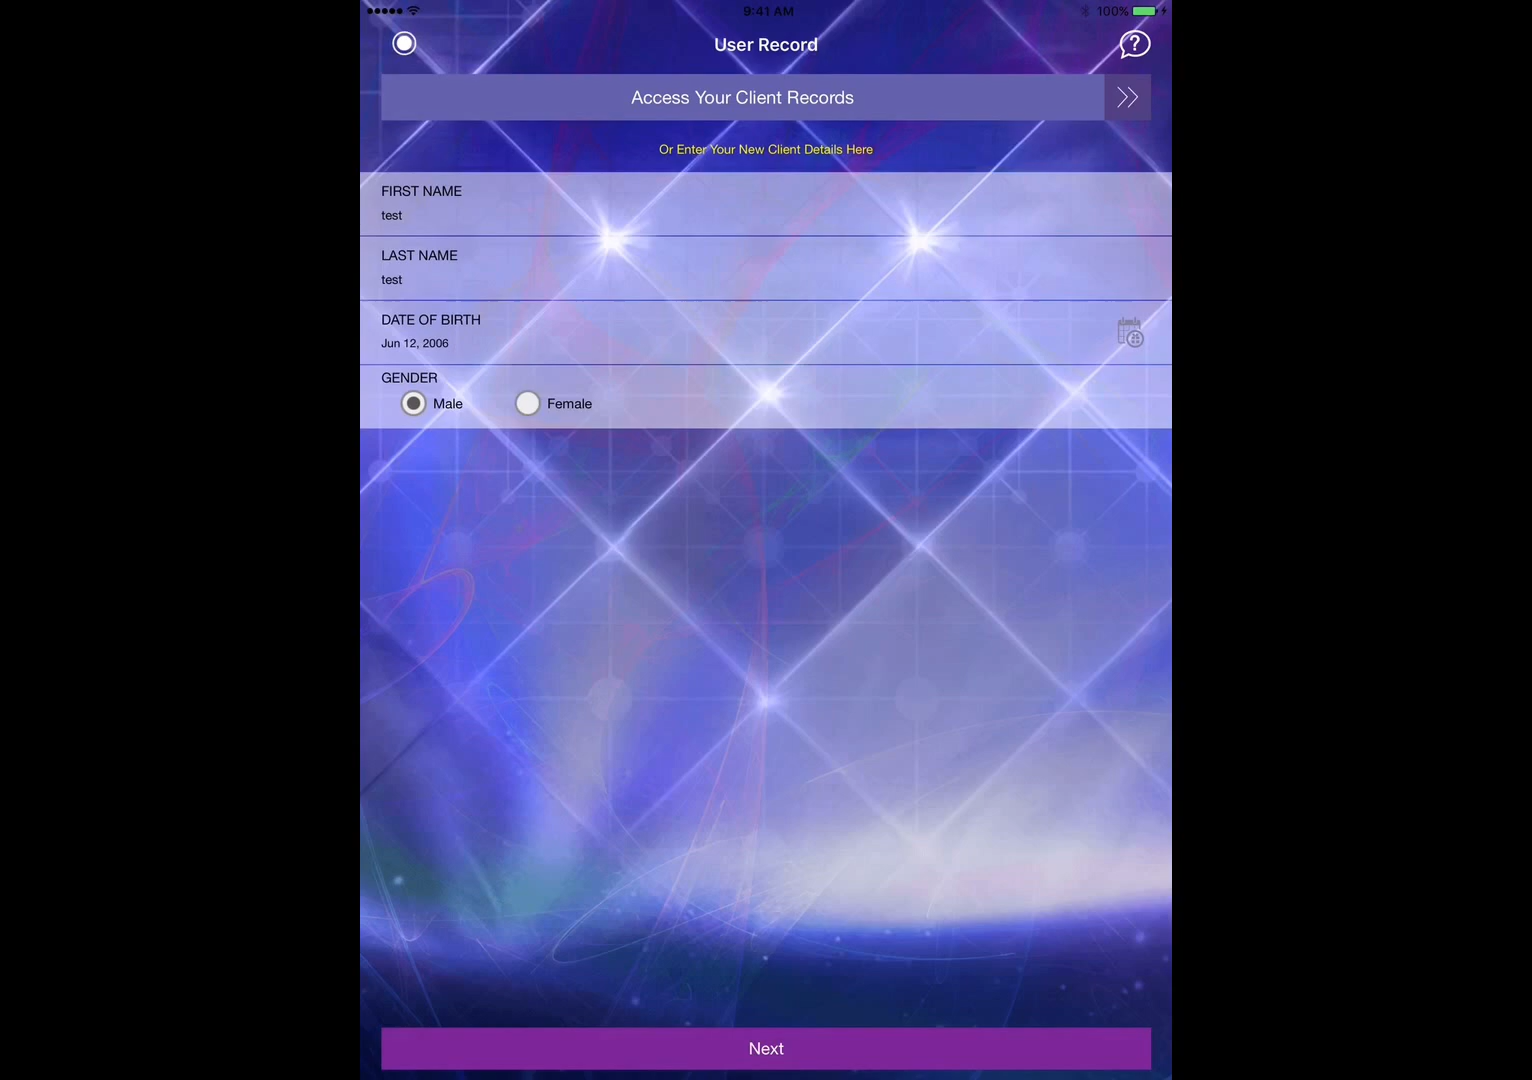 9:41 AM
100%
User Record
?
Access Your Client Records
Or Enter Your New Client Details Here
FIRST NAME
test
LAST NAME
test
DATE OF BIRTH
Jun 12, 2006
GENDER
Male Female
Next